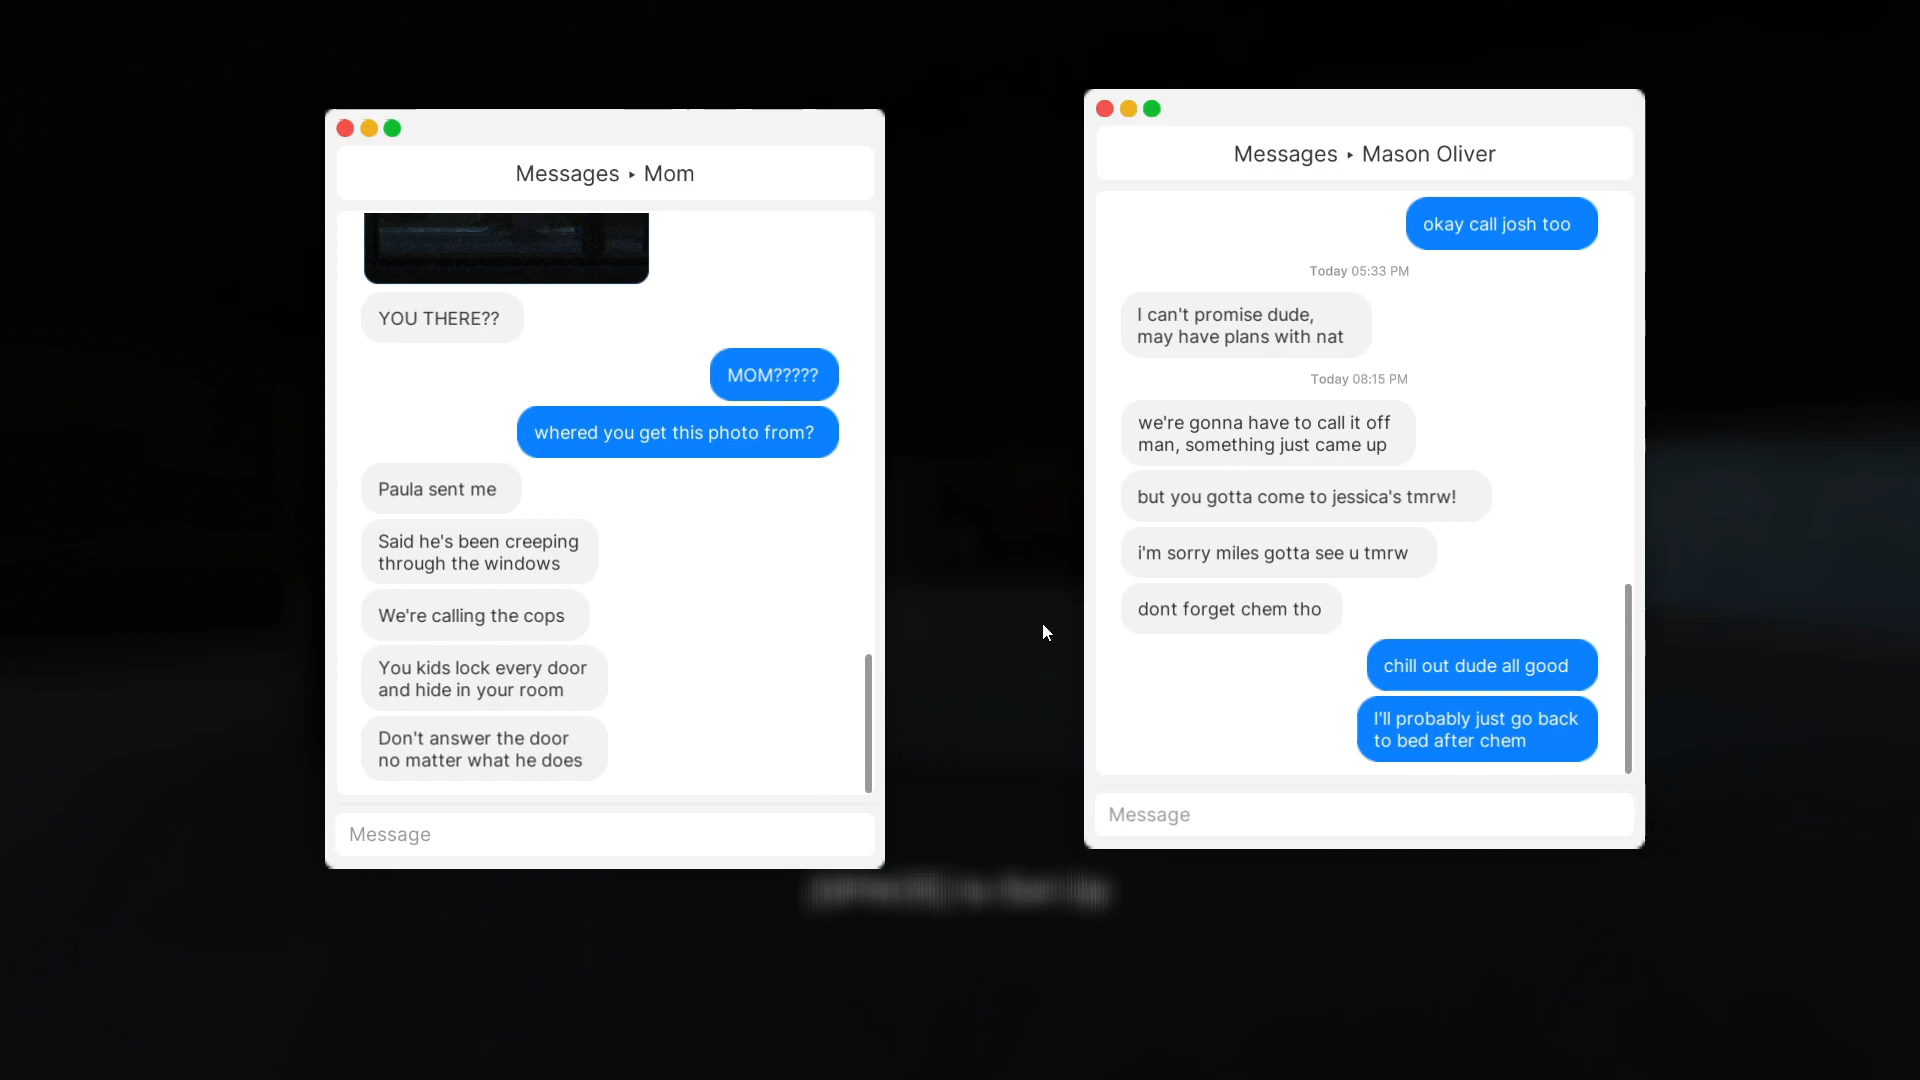 Messages ▸ Mom
YOU THERE??
MOM?????
whered you get this photo from?
Paula sent me
Said he's been creeping
through the windows
We're calling the cops
You kids lock every door
and hide in your room
Don't answer the door
no matter what he does
Message
Messages ▸ Mason Oliver
okay call josh too
Today 05:33 PM
I can't promise dude,
may have plans with nat
Today 08:15 PM
we're gonna have to call it off
man, something just came up
but you gotta come to jessica's tmrw!
i'm sorry miles gotta see u tmrw
dont forget chem tho
chill out dude all good
I'll probably just go back
to bed after chem
Message